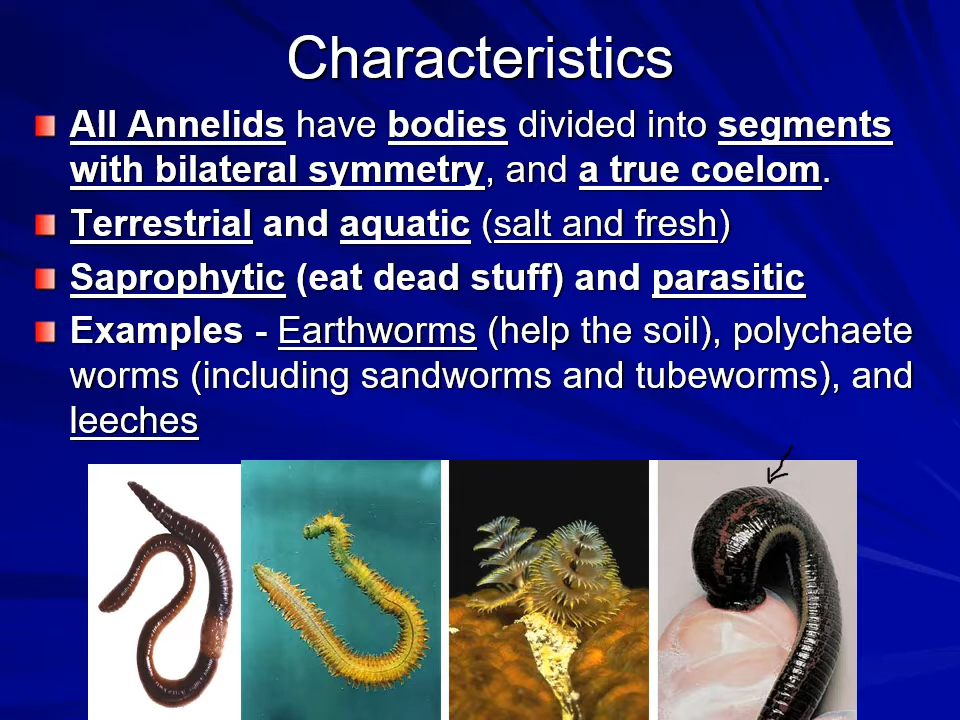 Characteristics
All Annelids have bodies divided into segments
with bilateral symmetry, and a true coelom.
Terrestrial and aquatic (salt and fresh)
Saprophytic (eat dead stuff) and parasitic
Examples - Earthworms (help the soil), polychaete
worms (including sandworms and tubeworms), and
leeches